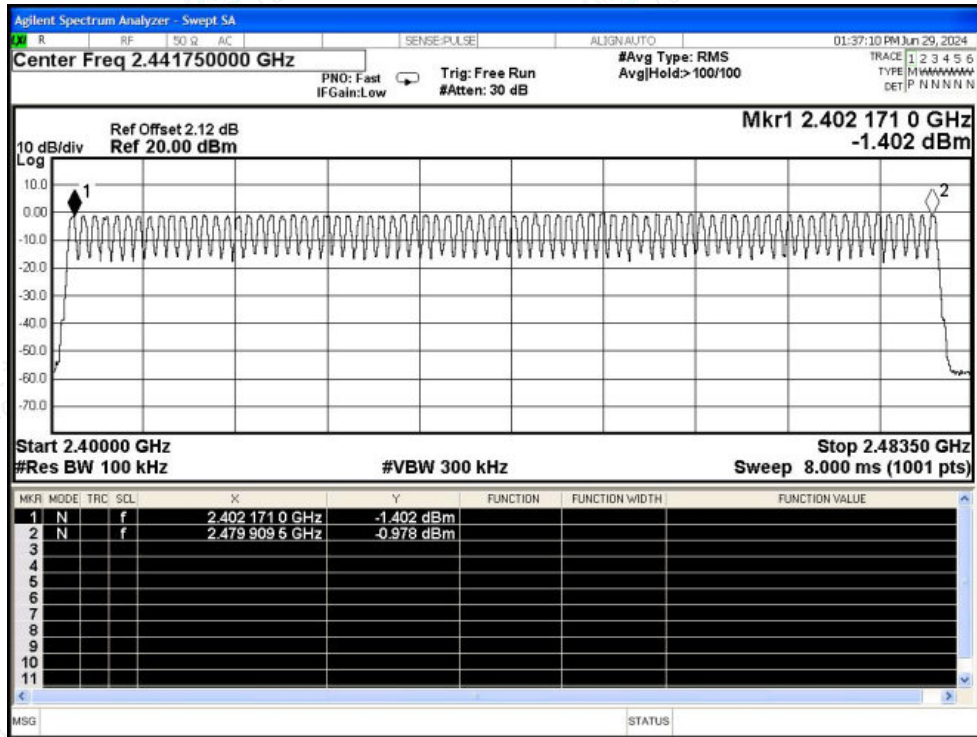 Agilent Spectrum Analyzer - Swept SA
LXI R RF 50 Ω AC SENSE:PULSE ALIGNAUTO 01:37:10 PM Jun 29, 2024
Center Freq 2.441750000 GHz #Avg Type: RMS TRACE 1 2 3 4 5 6
PNO: Fast Trig: Free Run Avg|Hold:>100/100 TYPE M WWWWW
IFGain:Low #Atten: 30 dB DET P N N N N N
Mkr1 2.402 171 0 GHz
Ref Offset 2.12 dB
10 dB/div Ref 20.00 dBm -1.402 dBm
Log
10.0
1 2
0.00
-10.0
-20.0
-30.0
-40.0
-50.0
-60.0
-70.0
Start 2.40000 GHz Stop 2.48350 GHz
#Res BW 100 kHz #VBW 300 kHz Sweep 8.000 ms (1001 pts)
MKR MODE TRC SCL X Y FUNCTION FUNCTION WIDTH FUNCTION VALUE
1 N f 2.402 171 0 GHz -1.402 dBm
2 N f 2.479 909 5 GHz -0.978 dBm
3
4
5
6
7
8
9
10
11
MSG STATUS